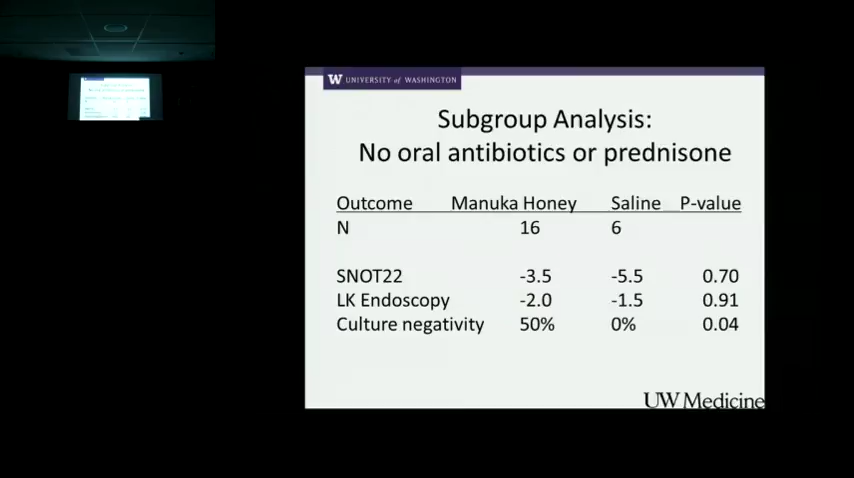 W UNIVERSITY of WASHINGTON
Subgroup Analysis:
No oral antibiotics or prednisone
Outcome Manuka Honey Saline P-value
N 16 6
SNOT22 -3.5 -5.5 0.70
LK Endoscopy -2.0 -1.5 0.91
Culture negativity 50% 0% 0.04
UW Medicine